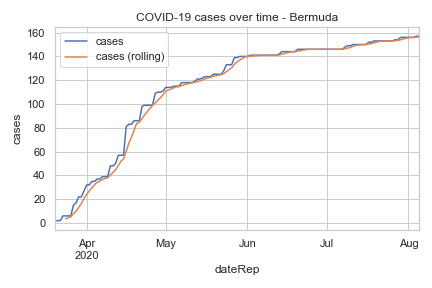 COVID-19 cases over time - Bermuda
cases
cases (rolling)
160
140
120
100
80
60
40
20
0
cases
Apr
2020
May
Jun
Jul
Aug
dateRep